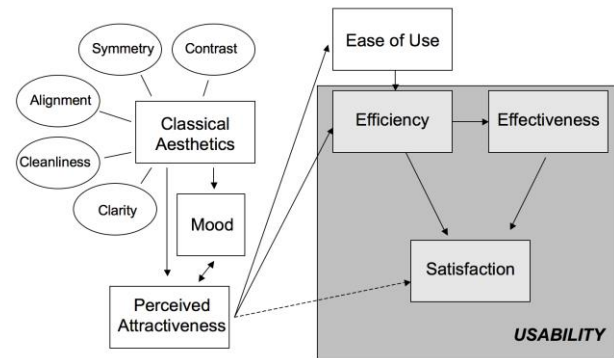 Symmetry
Contrast
Ease of Use
Alignment
Classical
Aesthetics
Efficiency
Effectiveness
Cleanliness
Clarity
Mood
Satisfaction
Perceived
Attractiveness
USABILITY